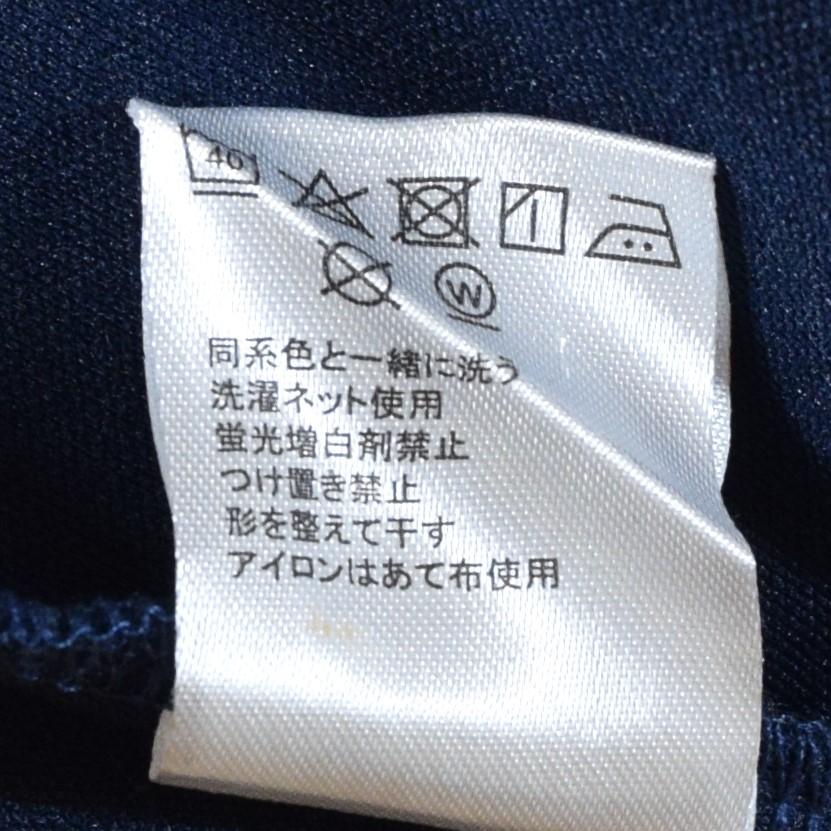 40
W
同系色と一緒に洗う
洗濯ネット使用
蛍光増白剤禁止
つけ置き禁止
形を整えて干す
アイロンはあて布使用